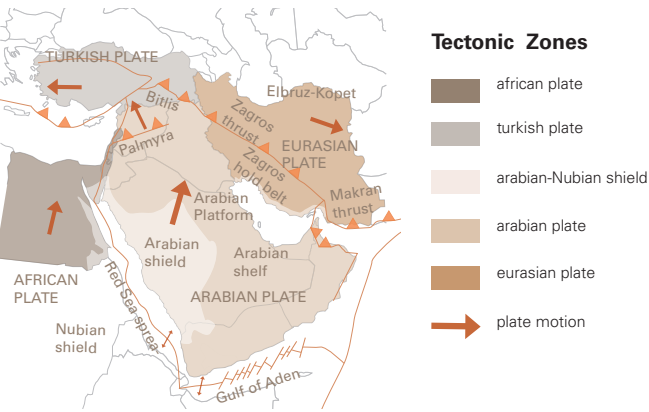 TURKISH PLATE
Bitlis
Palmyra
Elbruz-Kopet
Zagros
thrust
EURASIAN
PLATE
Zagros
hold belt
Makran
thrust
Arabian
Platform
Arabian
shield
Arabian
shelf
ARABIAN PLATE
AFRICAN
PLATE
Red Sea sprea
Nubian
shield
Gulf of Aden
Tectonic Zones
african plate
turkish plate
arabian-Nubian shield
arabian plate
eurasian plate
plate motion